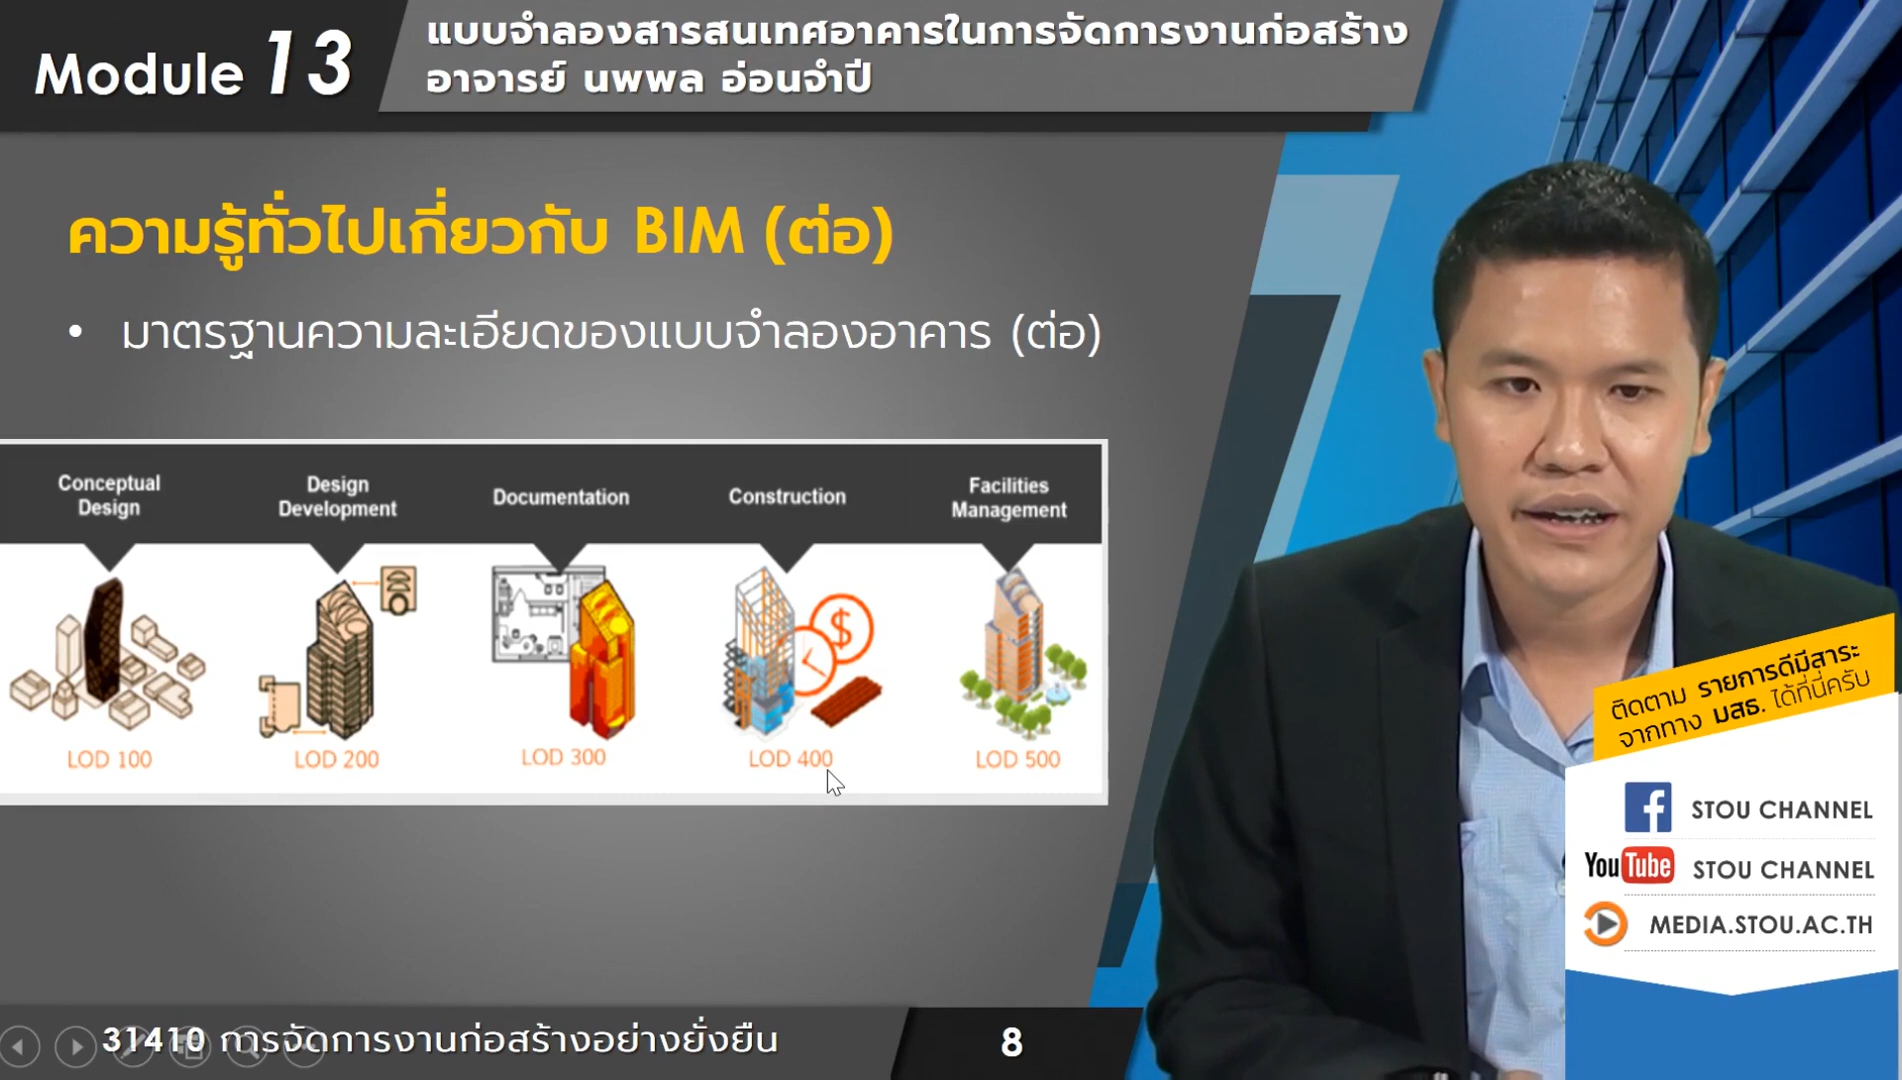 Module 13
แบบจำลองสารสนเทศอาคารในการจัดการงานก่อสร้าง
อาจารย์ นพพล อ่อนจำปี
ความรู้ทั่วไปเกี่ยวกับ BIM (ต่อ)
• มาตรฐานความละเอียดของแบบจำลองอาคาร (ต่อ)
Conceptual
Design
Design
Development
Documentation
Construction
Facilities
Management
LOD 100
LOD 200
LOD 300
LOD 400
LOD 500
ติดตาม รายการดีมีสาระ
จากทาง มสธ. ได้ที่นี่ครับ
STOU CHANNEL
YouTube STOU CHANNEL
MEDIA.STOU.AC.TH
31410 การจัดการงานก่อสร้างอย่างยั่งยืน
8